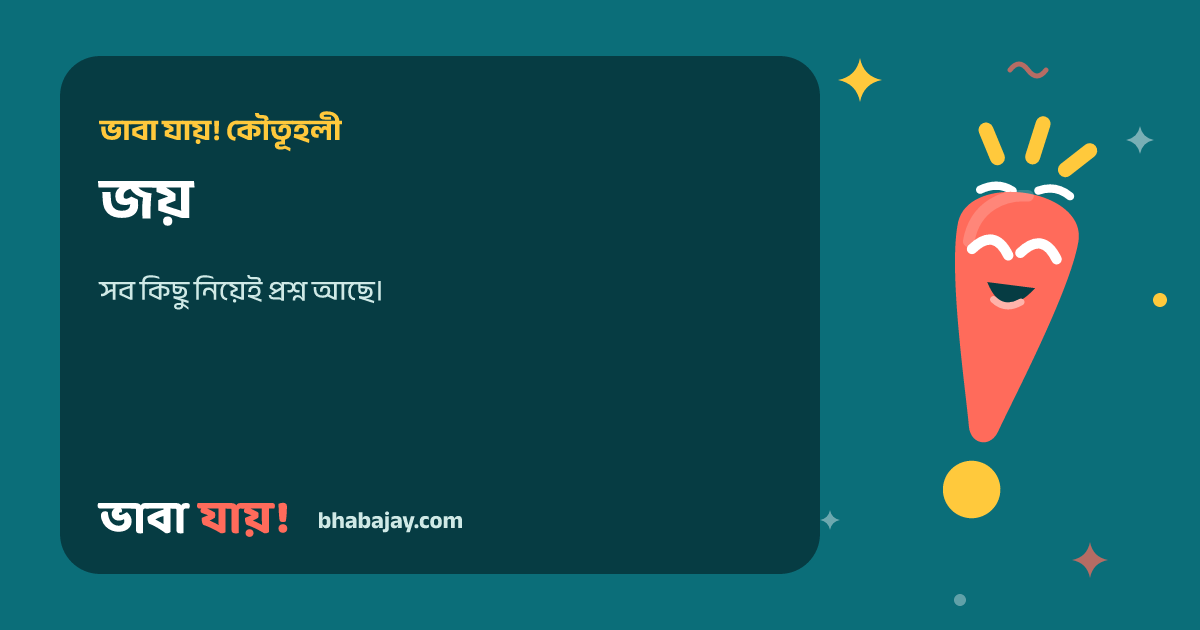 ভাবা যায়! কৌতূহলী
জয়
সব কিছু নিয়েই প্রশ্ন আছে।
ভাবা যায়! bhabajay.com